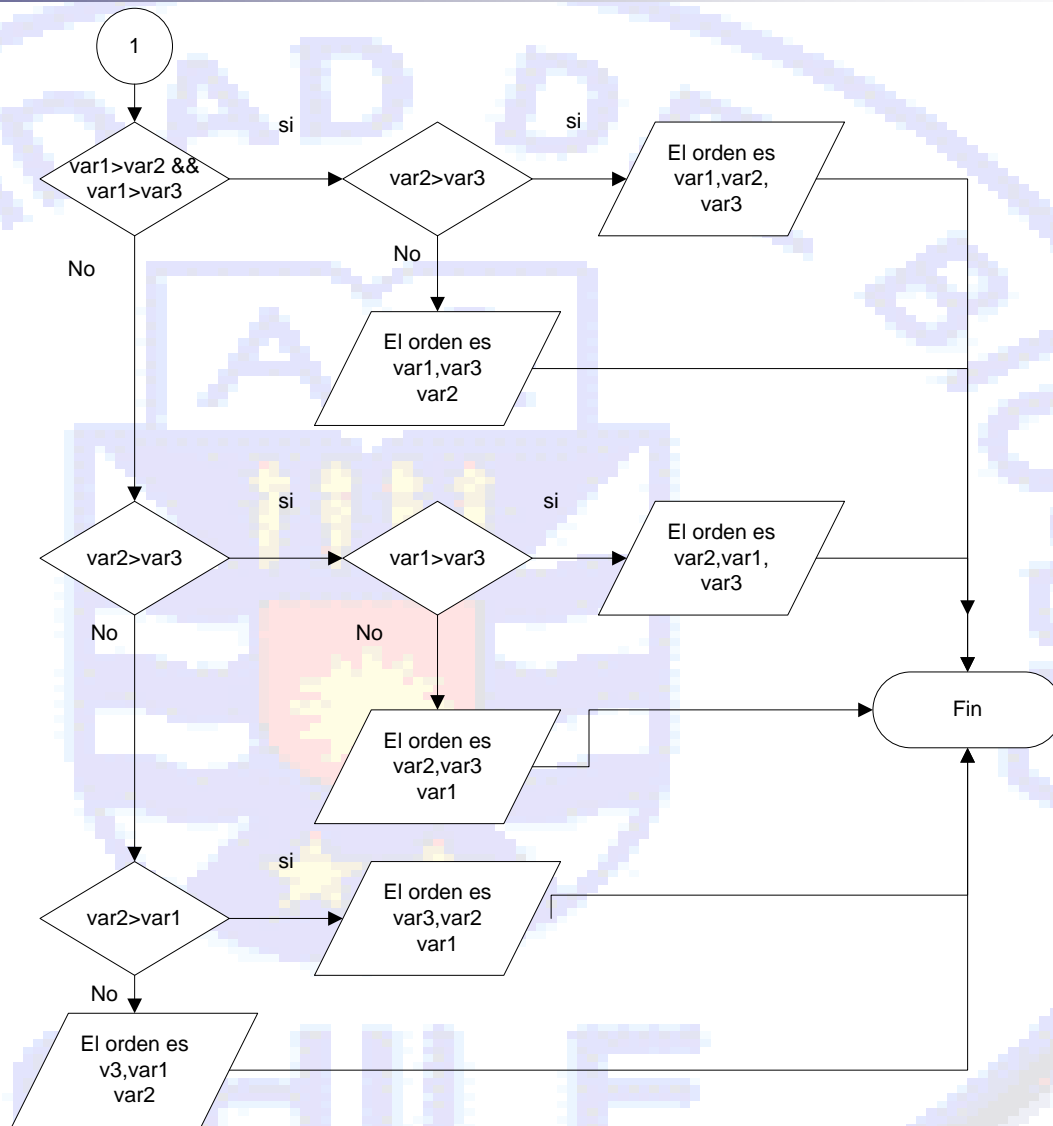 1
si
si
var1>var2 &&
var1>var3
var2>var3
El orden es
var1,var2,
var3
No
No
El orden es
var1,var3
var2
si
si
var2>var3
var1>var3
El orden es
var2,var1,
var3
No
No
Fin
El orden es
var2,var3
var1
si
var2>var1
El orden es
var3,var2
var1
No
El orden es
v3,var1
var2